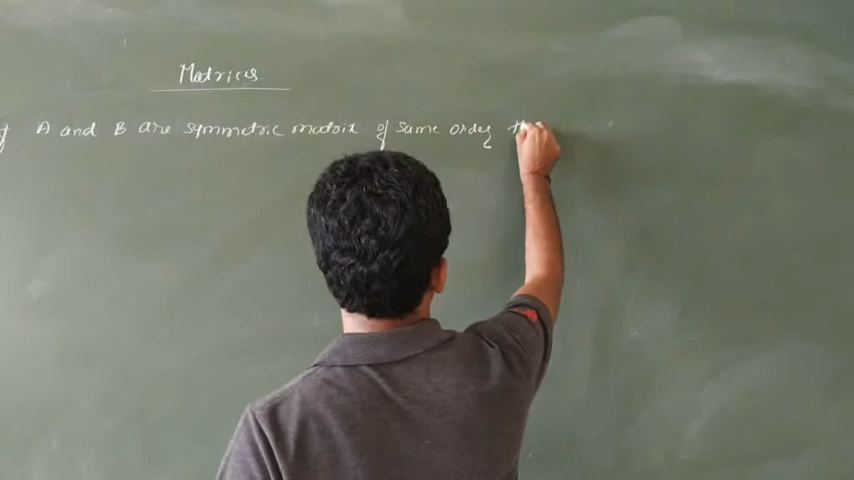 Matrices
A and B are symmetric matrix of same order